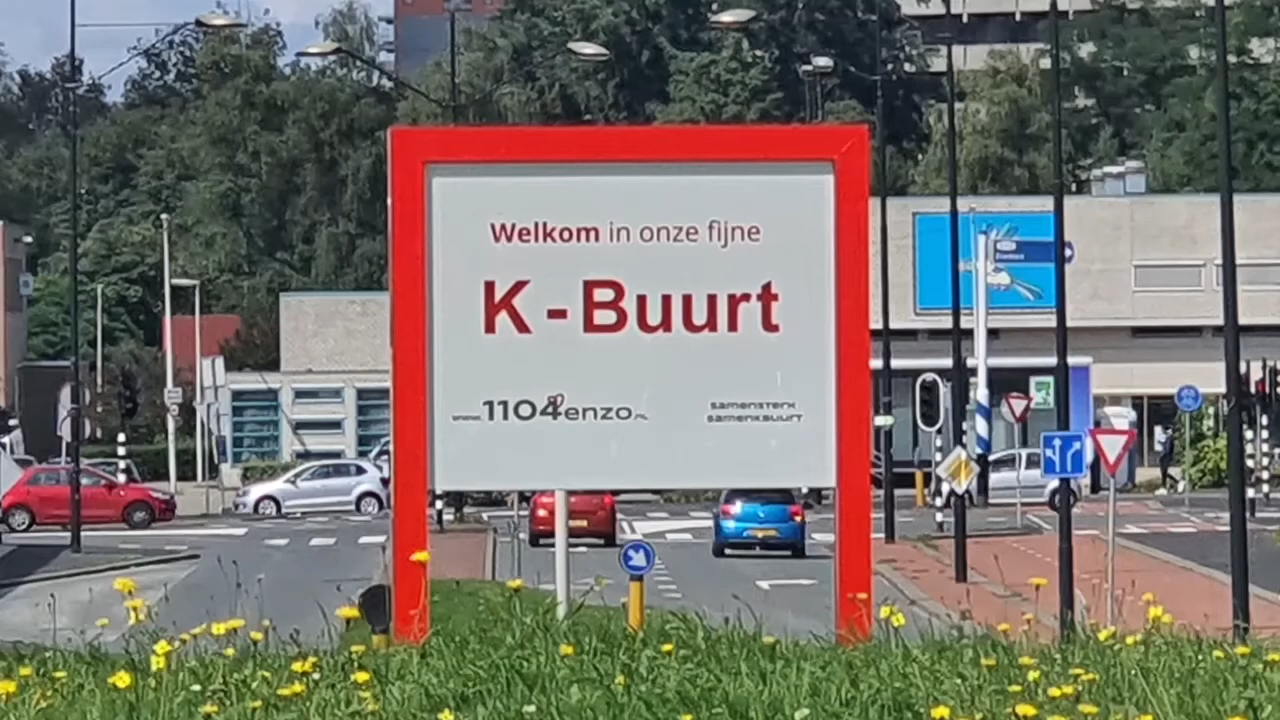 Welkom in onze fijne
K - Buurt
www.1104enzo.nl
samensterk
samenkbuurt